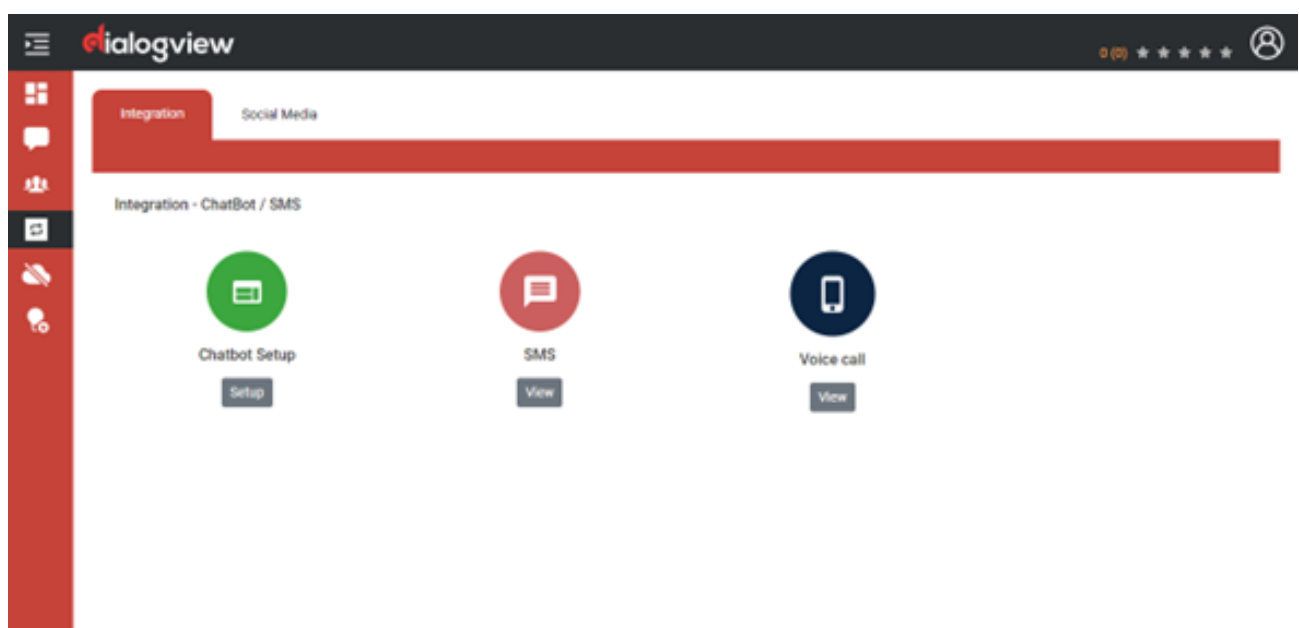 dialogview
0 (0)
Integration Social Media
Integration - ChatBot / SMS
Chatbot Setup SMS Voice call
Setup View View